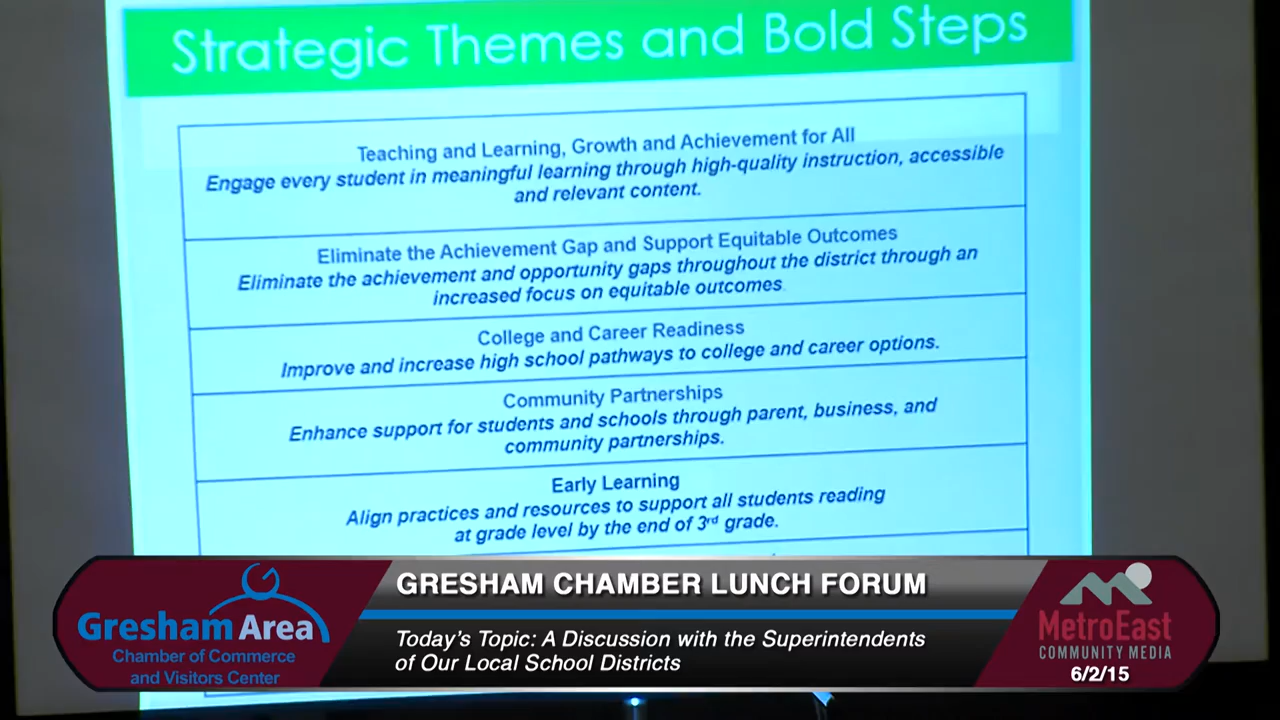 Strategic Themes and Bold Steps
Teaching and Learning, Growth and Achievement for All
Engage every student in meaningful learning through high-quality instruction, accessible
and relevant content.
Eliminate the Achievement Gap and Support Equitable Outcomes
Eliminate the achievement and opportunity gaps throughout the district through an
increased focus on equitable outcomes.
College and Career Readiness
Improve and increase high school pathways to college and career options.
Community Partnerships
Enhance support for students and schools through parent, business, and
community partnerships.
Early Learning
Align practices and resources to support all students reading
at grade level by the end of 3rd grade.
GRESHAM CHAMBER LUNCH FORUM
Today's Topic: A Discussion with the Superintendents
of Our Local School Districts
Gresham Area
Chamber of Commerce
and Visitors Center
MetroEast
COMMUNITY MEDIA
6/2/15